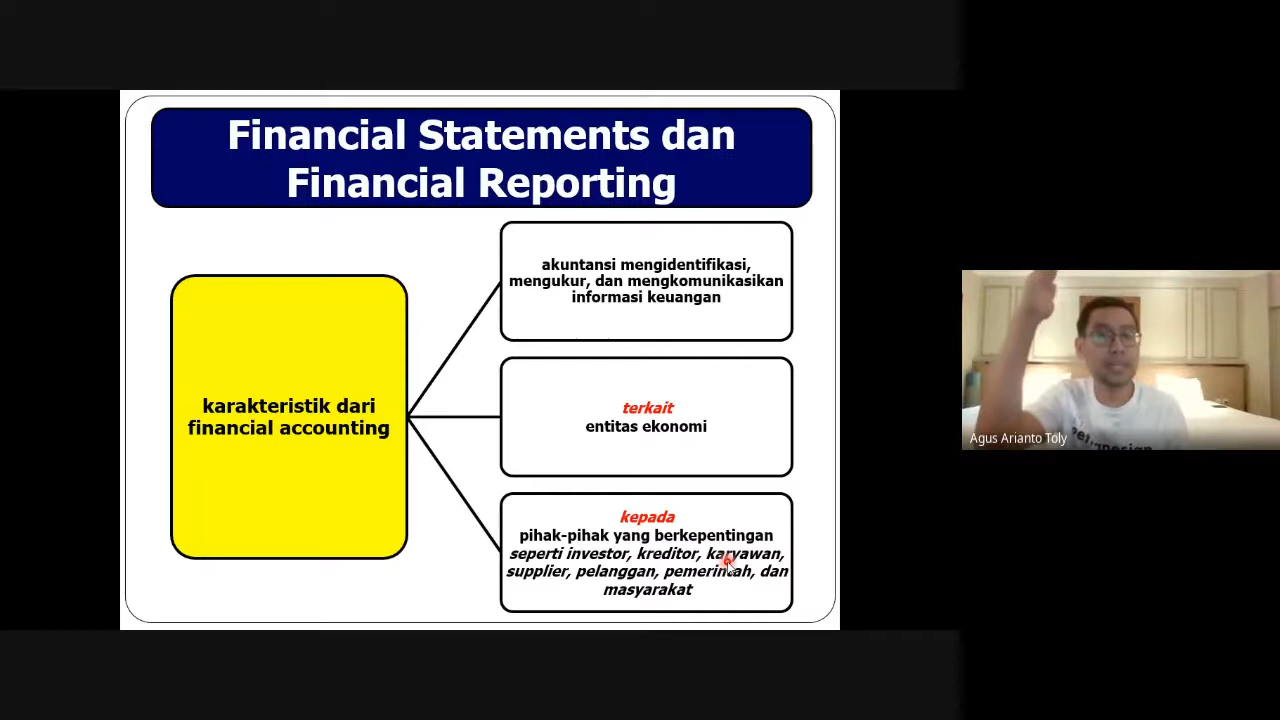 Financial Statements dan
Financial Reporting
karakteristik dari
financial accounting
akuntansi mengidentifikasi,
mengukur, dan mengkomunikasikan
informasi keuangan
terkait
entitas ekonomi
kepada
pihak-pihak yang berkepentingan
seperti investor, kreditor, karyawan,
supplier, pelanggan, pemerintah, dan
masyarakat
Agus Arianto Toly